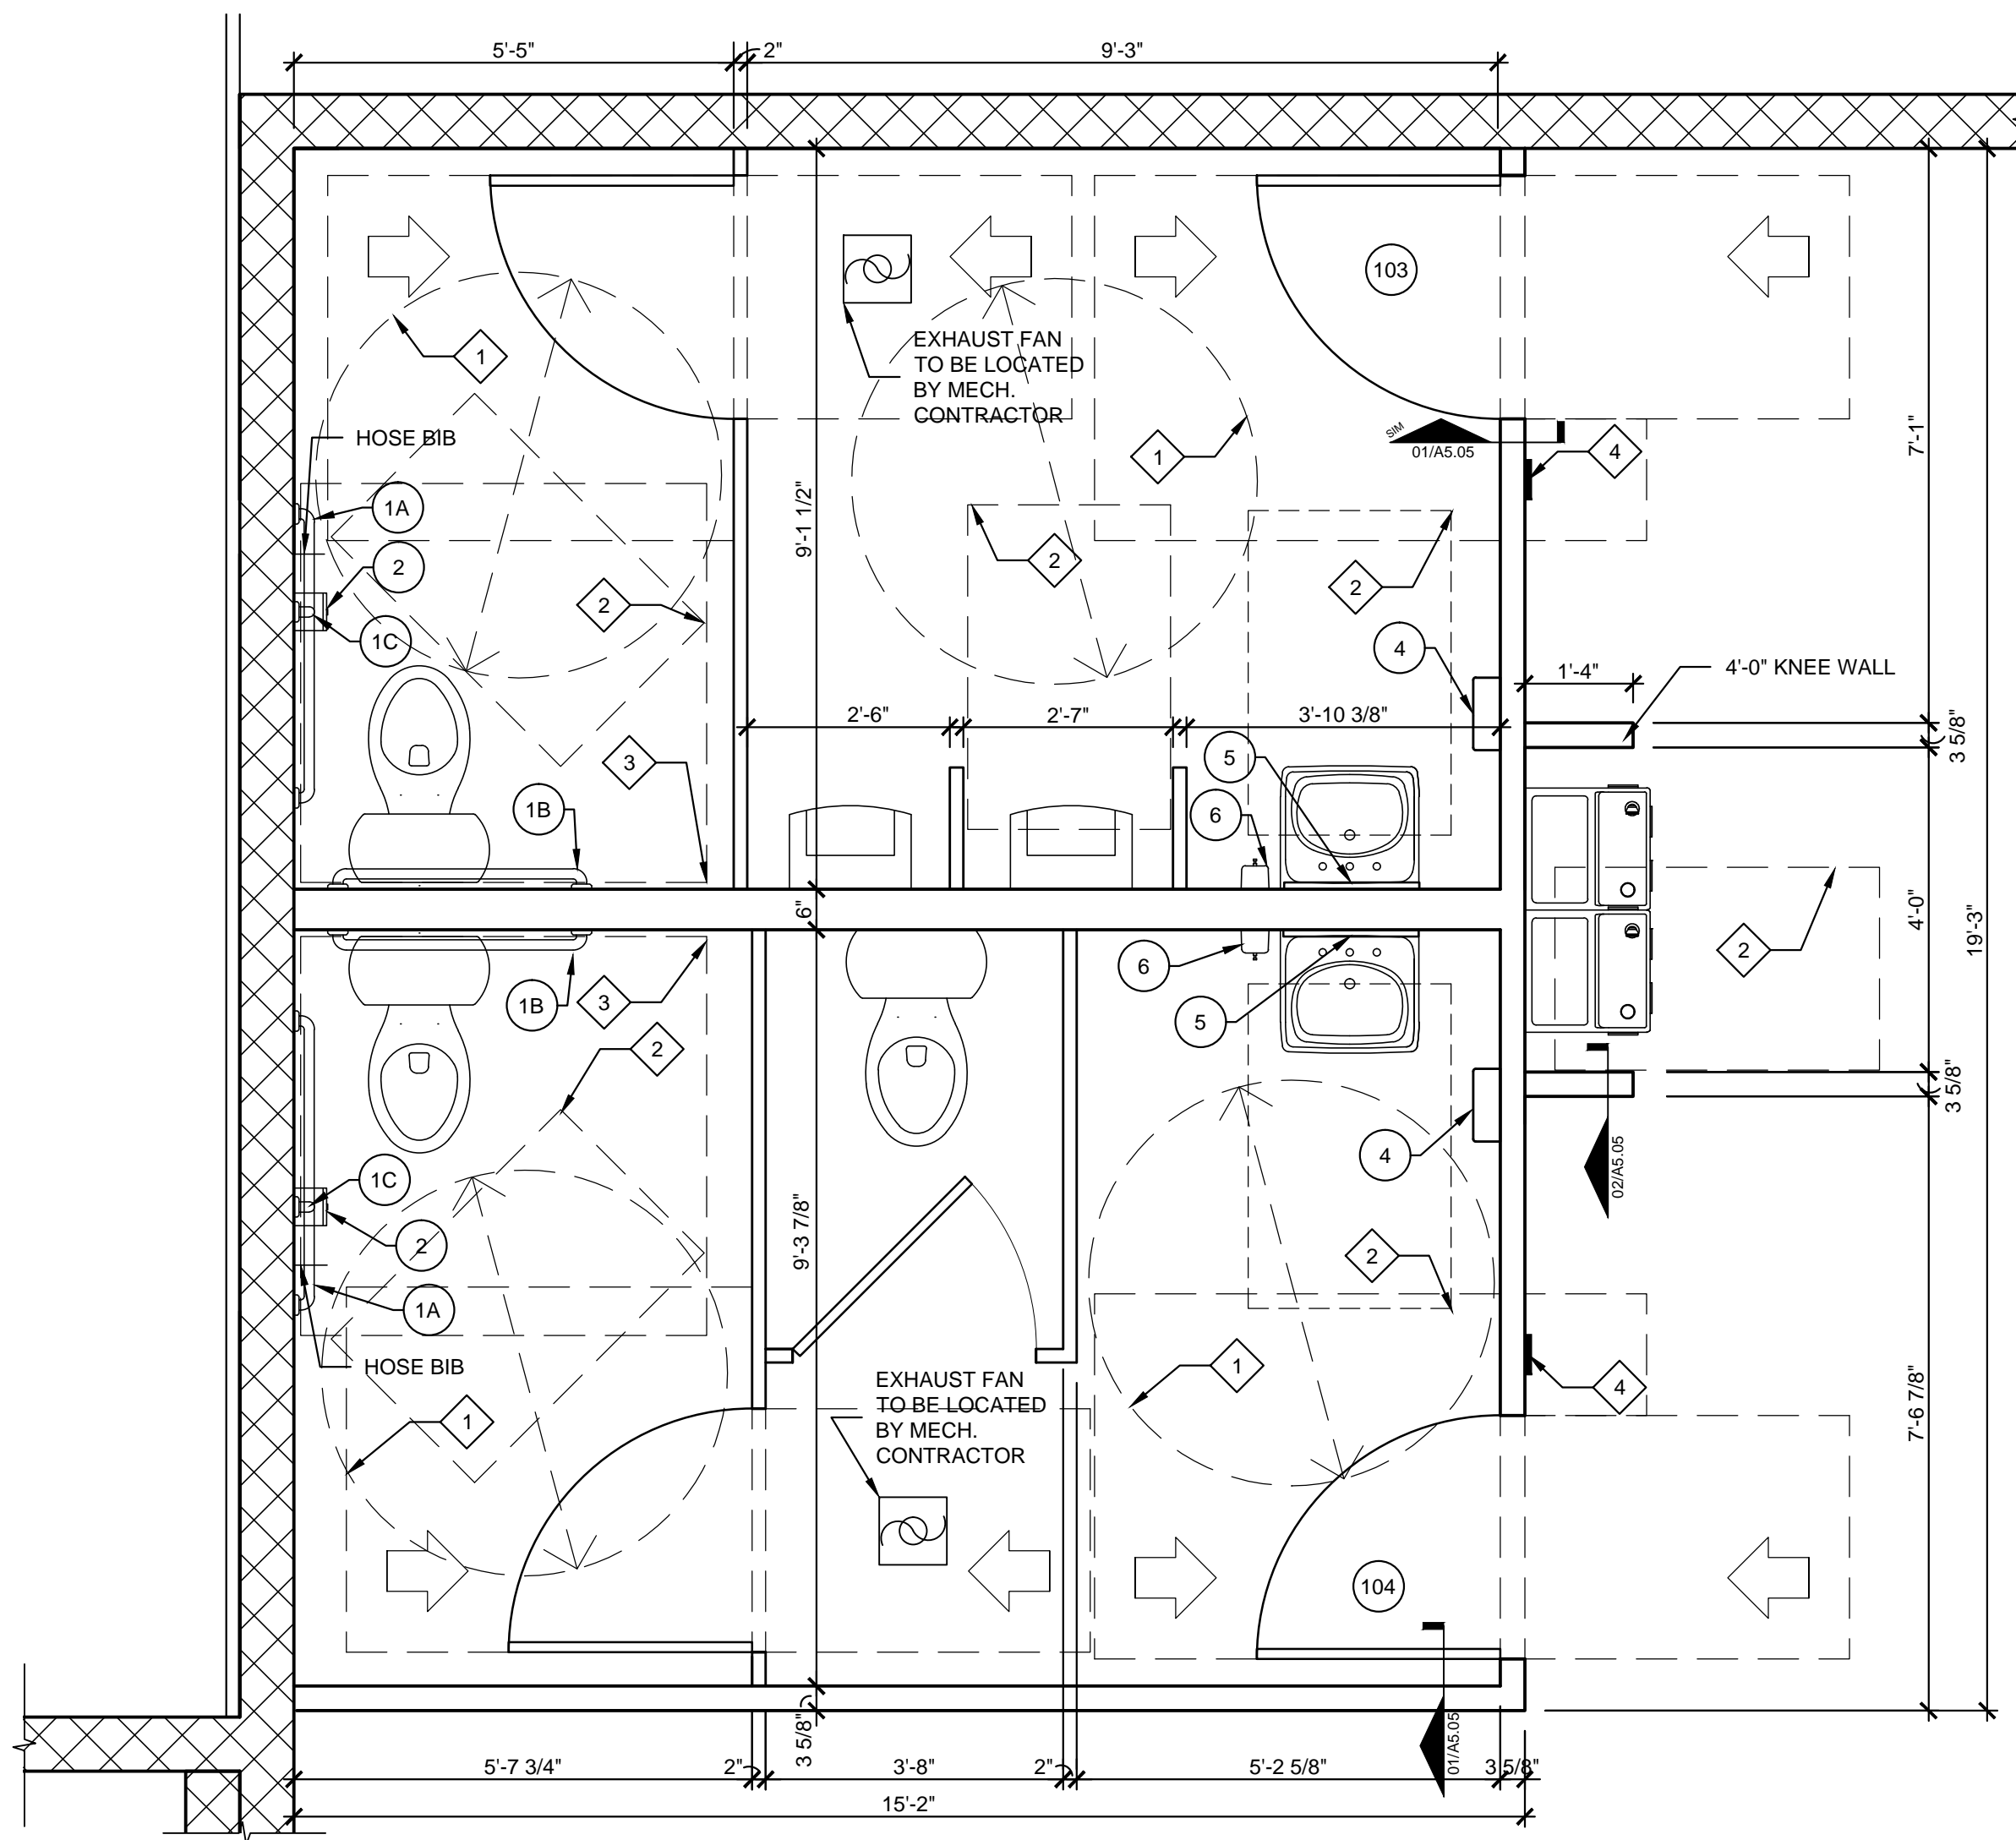 5'-5"
2"
9'-3"
103
EXHAUST FAN
TO BE LOCATED
BY MECH.
CONTRACTOR
1
HOSE BIB
1
SIM
01/A5.05
4
7'-1"
1A
9'-1 1/2"
2
2
2
2
1C
4
1'-4"
4'-0" KNEE WALL
2'-6"
2'-7"
3'-10 3/8"
3 5/8"
3
5
1B
6
6"
4'-0"
19'-3"
2
6
1B
3
5
2
3 5/8"
4
1C
02/A5.05
9'-3 7/8"
2
2
1A
HOSE BIB
1
4
EXHAUST FAN
TO BE LOCATED
BY MECH.
CONTRACTOR
1
7'-6 7/8"
104
3 5/8"
01/A5.05
5'-7 3/4"
2"
3'-8"
2"
5'-2 5/8"
3 5/8"
15'-2"